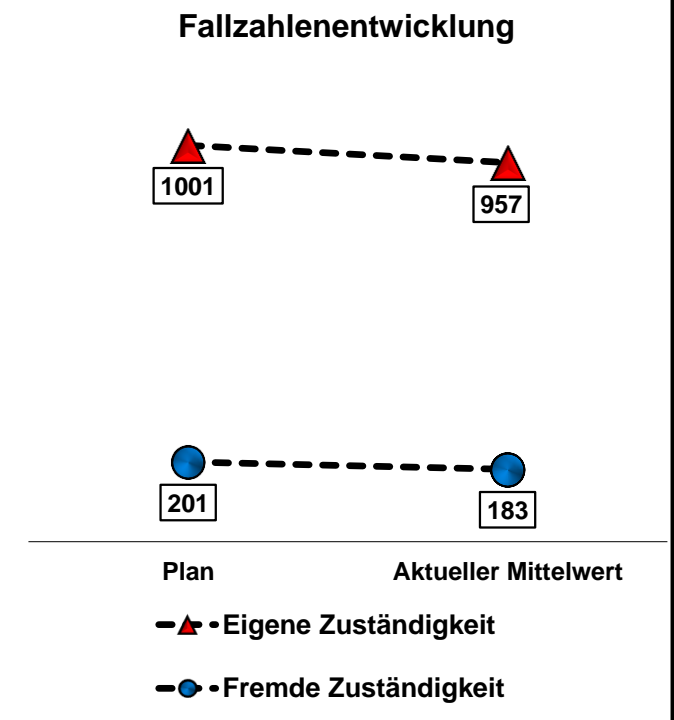 Fallzahlenentwicklung
1001
957
201
183
Plan Aktueller Mittelwert
Eigene Zuständigkeit
Fremde Zuständigkeit